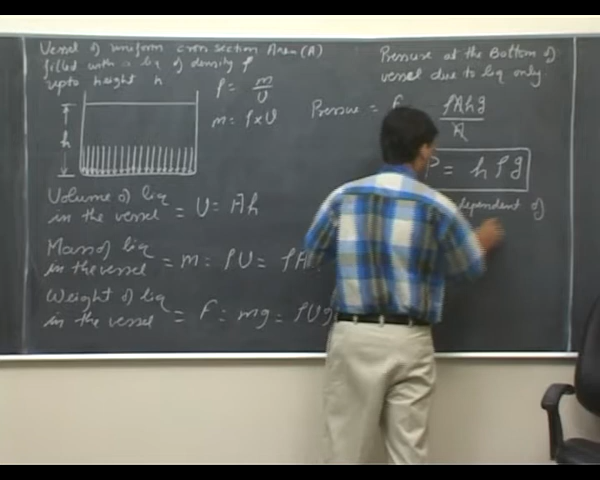 Vessel of uniform cross section Area (A)
filled with a liq of density ρ
upto height h
ρ = m/V
m = ρ×V
h
Volume of liq
in the vessel = V = Ah
Mass of liq
in the vessel = m = ρV = ρA
Weight of liq
in the vessel = F = mg = ρVg
Pressure at the Bottom of
vessel due to liq only.
Pressure = F = ρAhg/A
P = hρg
dependent of